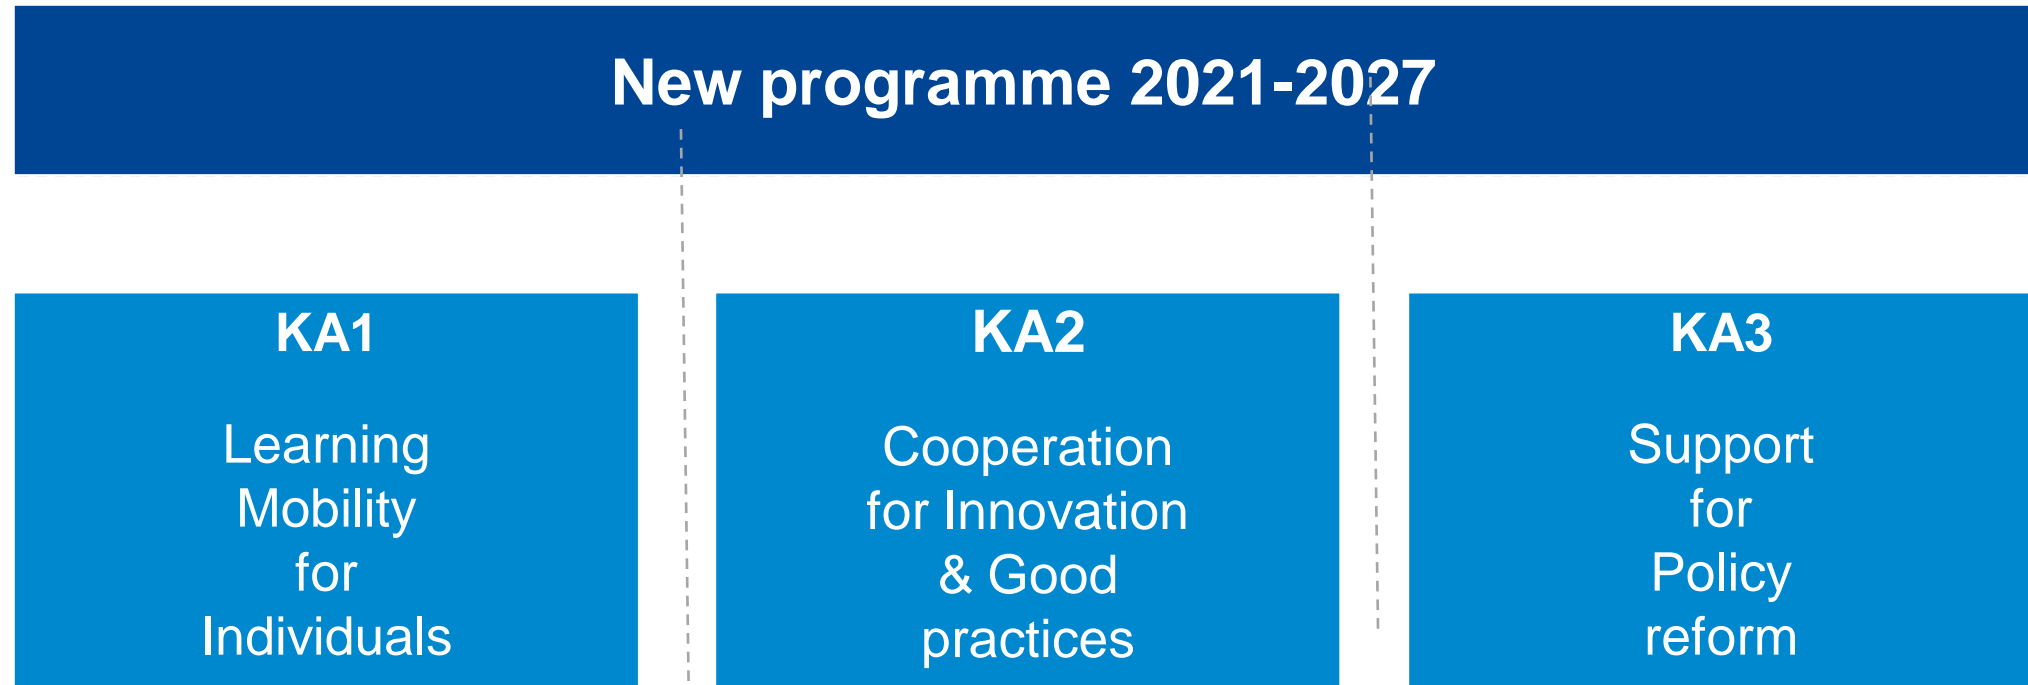 New programme 2021-2027
KA1
Learning
Mobility
for
Individuals
KA2
Cooperation
for Innovation
& Good
practices
KA3
Support
for
Policy
reform